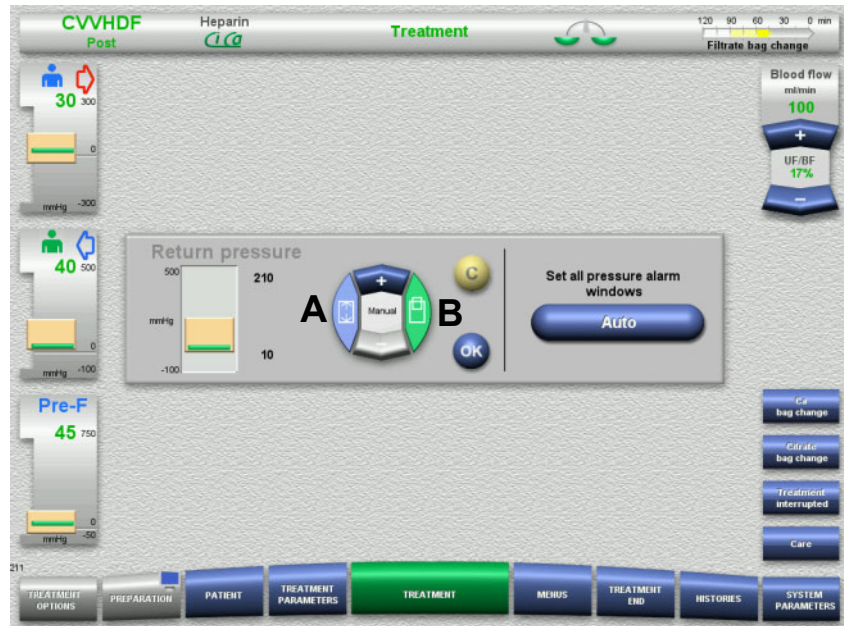 CVVHDF
Post
Heparin
CiCa
Treatment
120 90 60 30 0 min
Filtrate bag change
30
300
0
mmHg -300
40
500
0
mmHg -100
Pre-F
45
750
0
mmHg -50
Blood flow
ml/min
100
+
UF/BF
17%
−
Return pressure
500
210
mmHg
10
-100
A
+
Manual
−
B
C
OK
Set all pressure alarm
windows
Auto
Ca
bag change
Citrate
bag change
Treatment
interrupted
Care
211
TREATMENT
OPTIONS
PREPARATION
PATIENT
TREATMENT
PARAMETERS
TREATMENT
MENUS
TREATMENT
END
HISTORIES
SYSTEM
PARAMETERS